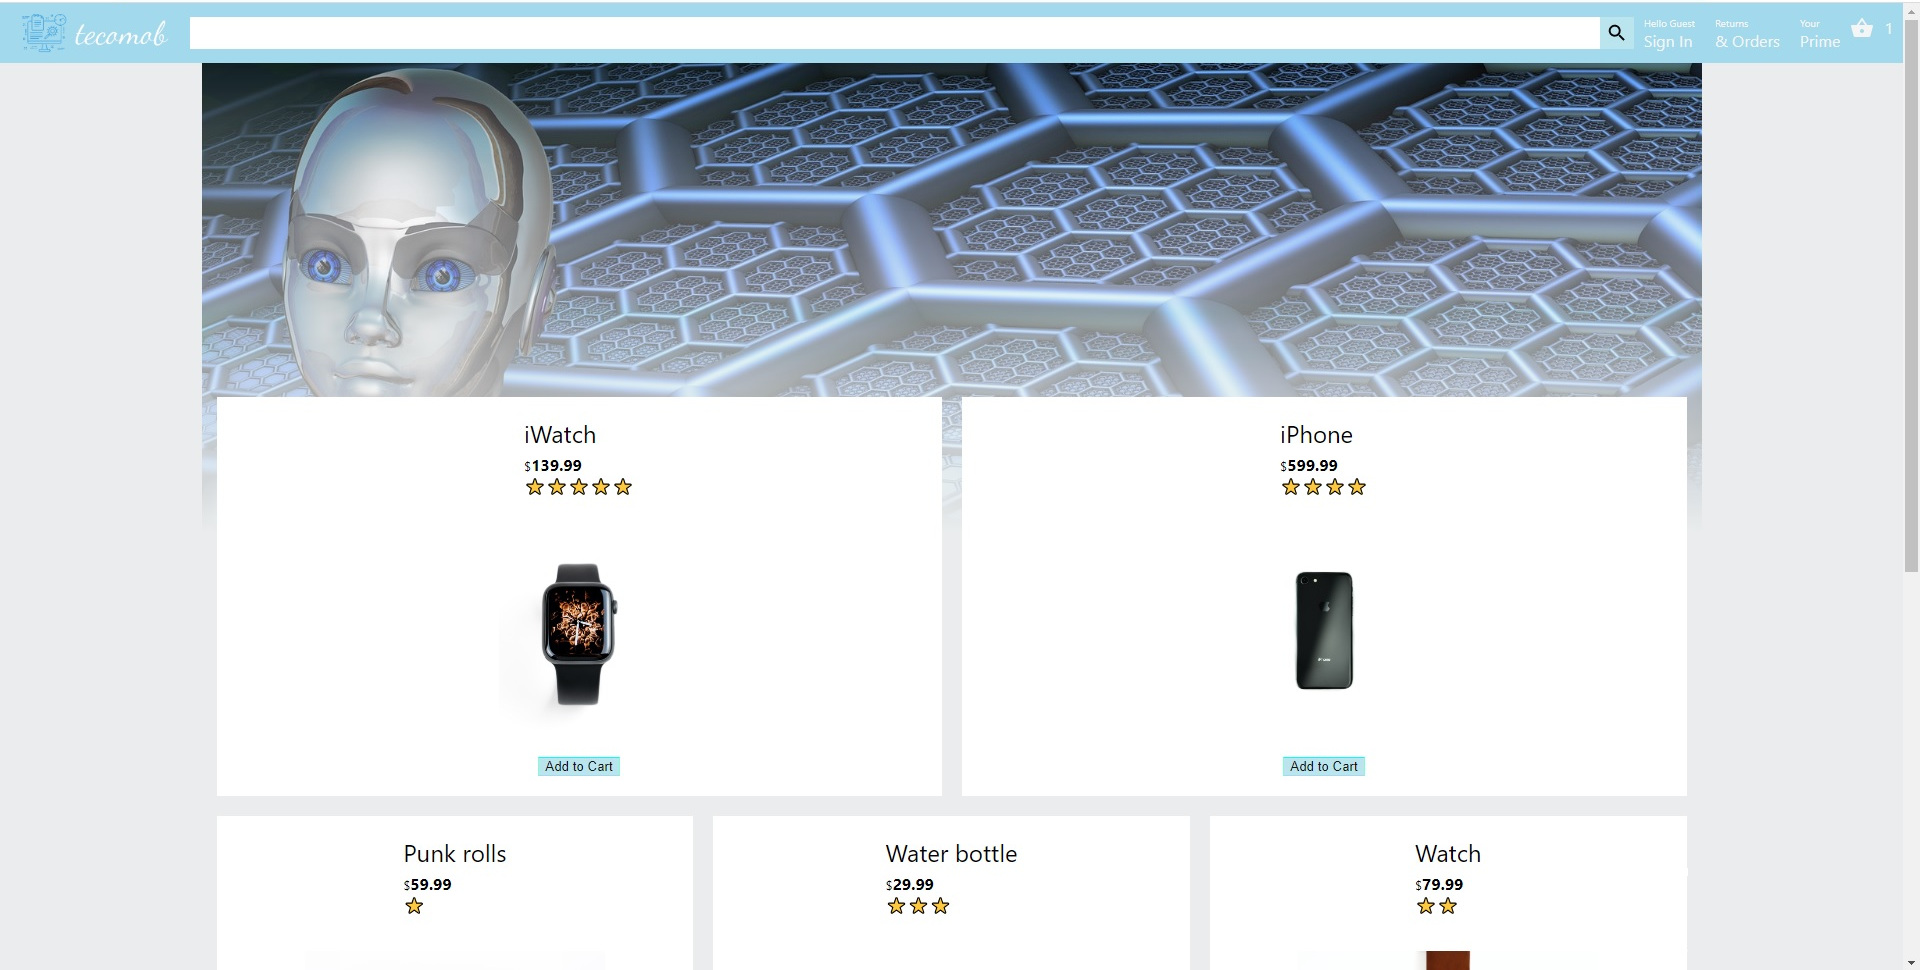 tecomob
Hello Guest
Sign In
Returns
& Orders
Your
Prime
1
iWatch
$139.99
iPhone
$599.99
Add to Cart
Add to Cart
Punk rolls
$59.99
Water bottle
$29.99
Watch
$79.99